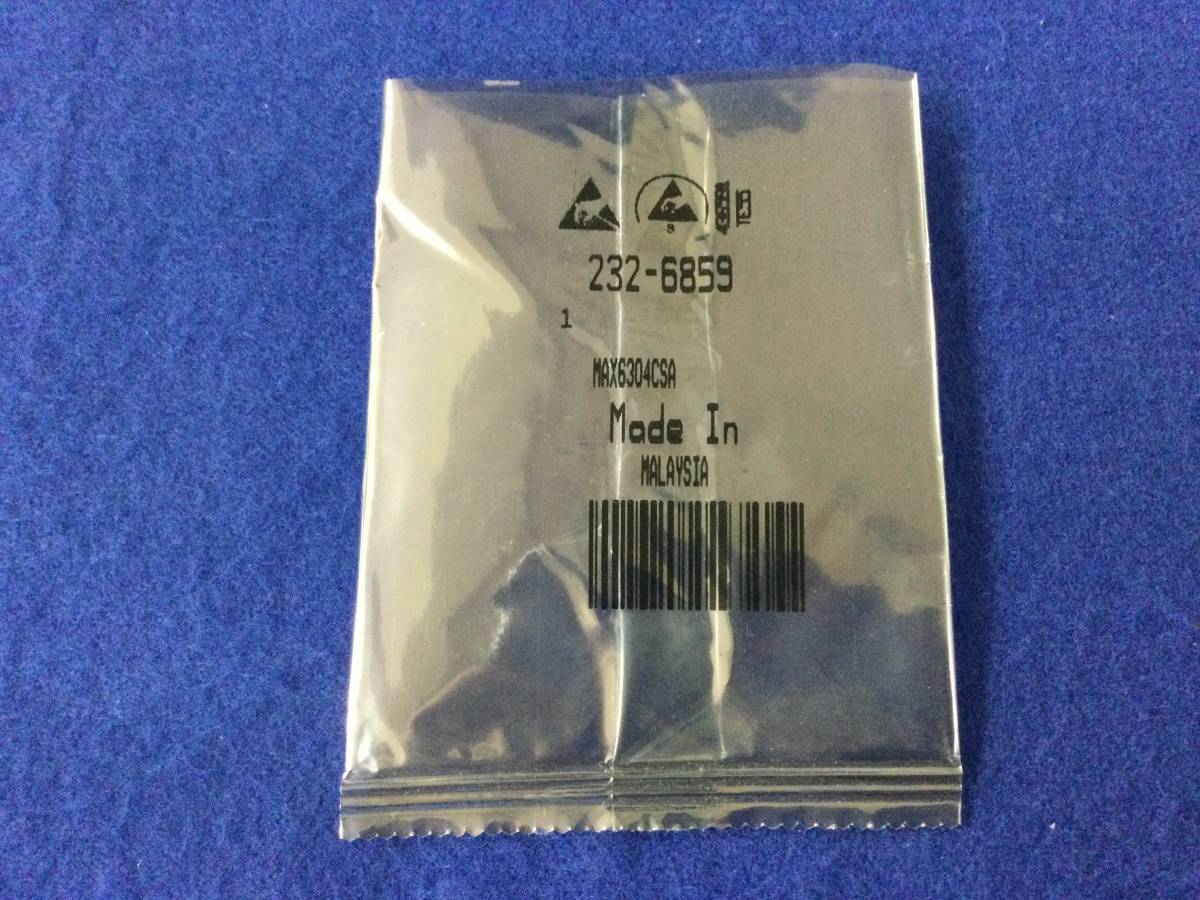 S
232-6859
1
MAX6304CSA
Made In
MALAYSIA